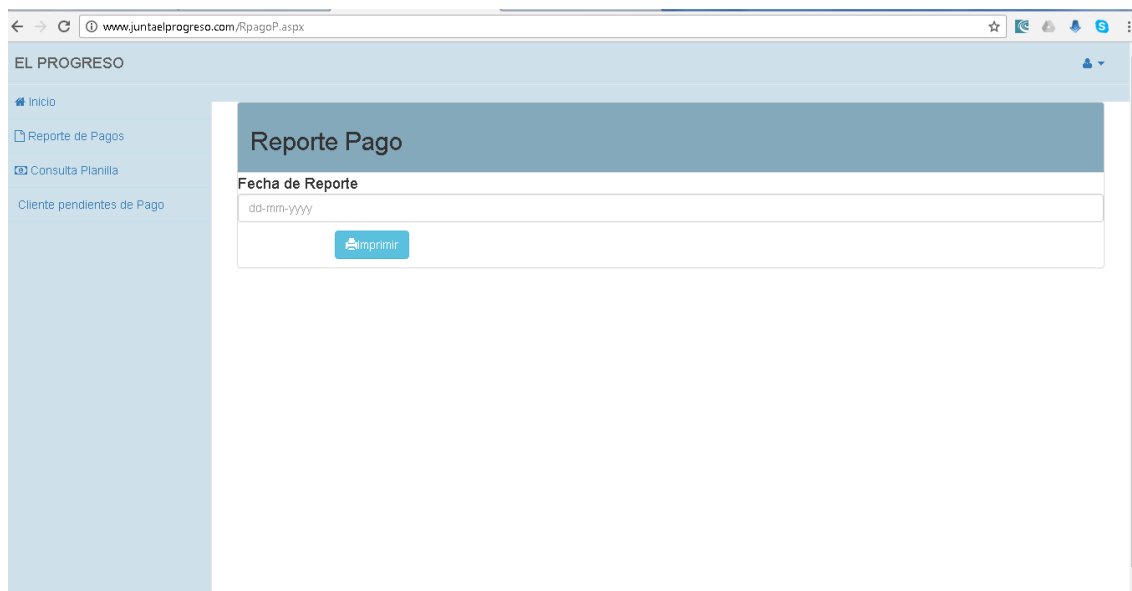 www.juntaelprogreso.com/RpagoP.aspx
EL PROGRESO
Inicio
Reporte de Pagos
Consulta Planilla
Cliente pendientes de Pago
Reporte Pago
Fecha de Reporte
dd-mm-yyyy
Imprimir